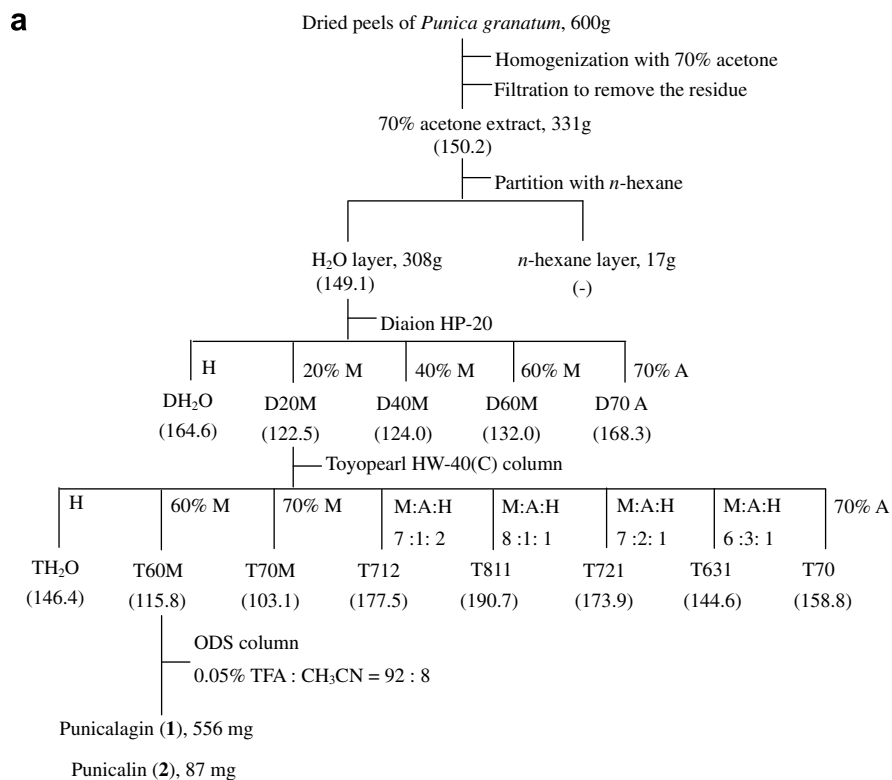 a
Dried peels of Punica granatum, 600g
Homogenization with 70% acetone
Filtration to remove the residue
70% acetone extract, 331g
(150.2)
Partition with n-hexane
H₂O layer, 308g
n-hexane layer, 17g
(149.1)
(-)
Diaion HP-20
H
20% M
40% M
60% M
70% A
DH₂O
D20M
D40M
D60M
D70 A
(164.6)
(122.5)
(124.0)
(132.0)
(168.3)
Toyopearl HW-40(C) column
H
60% M
70% M
M:A:H
M:A:H
M:A:H
M:A:H
70% A
7 :1: 2
8 :1: 1
7 :2: 1
6 :3: 1
TH₂O
T60M
T70M
T712
T811
T721
T631
T70
(146.4)
(115.8)
(103.1)
(177.5)
(190.7)
(173.9)
(144.6)
(158.8)
ODS column
0.05% TFA : CH₃CN = 92 : 8
Punicalagin (1), 556 mg
Punicalin (2), 87 mg